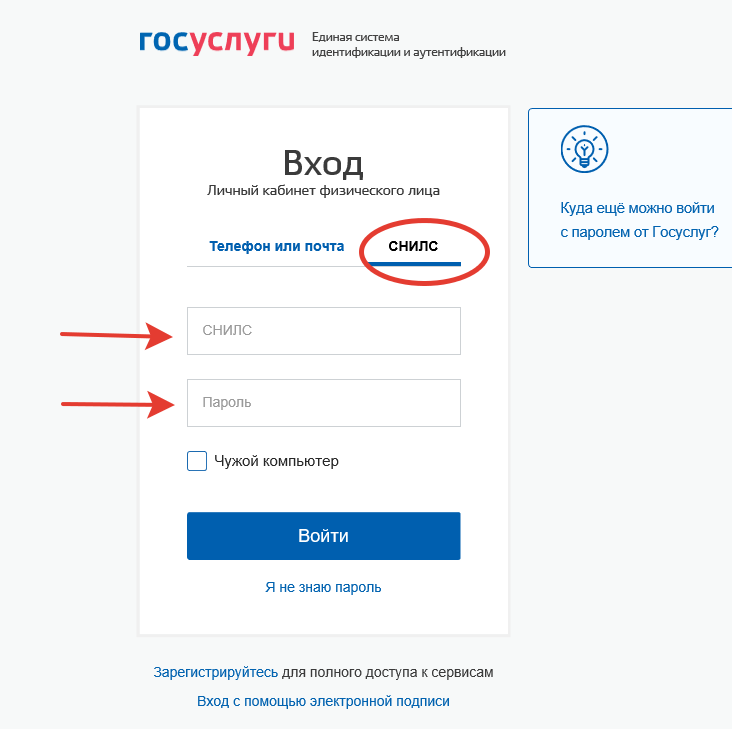 госуслуги
Единая система
идентификации и аутентификации
Вход
Личный кабинет физического лица
Телефон или почта
СНИЛС
Куда ещё можно войти
с паролем от Госуслуг?
СНИЛС
Пароль
Чужой компьютер
Войти
Я не знаю пароль
Зарегистрируйтесь для полного доступа к сервисам
Вход с помощью электронной подписи